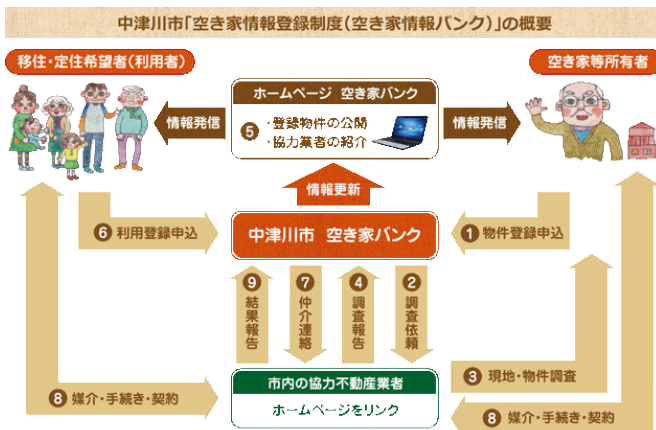 中津川市「空き家情報登録制度(空き家情報バンク)」の概要
移住・定住希望者(利用者)
空き家等所有者
ホームページ 空き家バンク
情報発信
5 ・登録物件の公開
・協力業者の紹介
情報発信
情報更新
6 利用登録申込
中津川市 空き家バンク
1 物件登録申込
9 結果報告
7 仲介連絡
4 調査報告
2 調査依頼
市内の協力不動産業者
ホームページをリンク
3 現地・物件調査
8 媒介・手続き・契約
8 媒介・手続き・契約